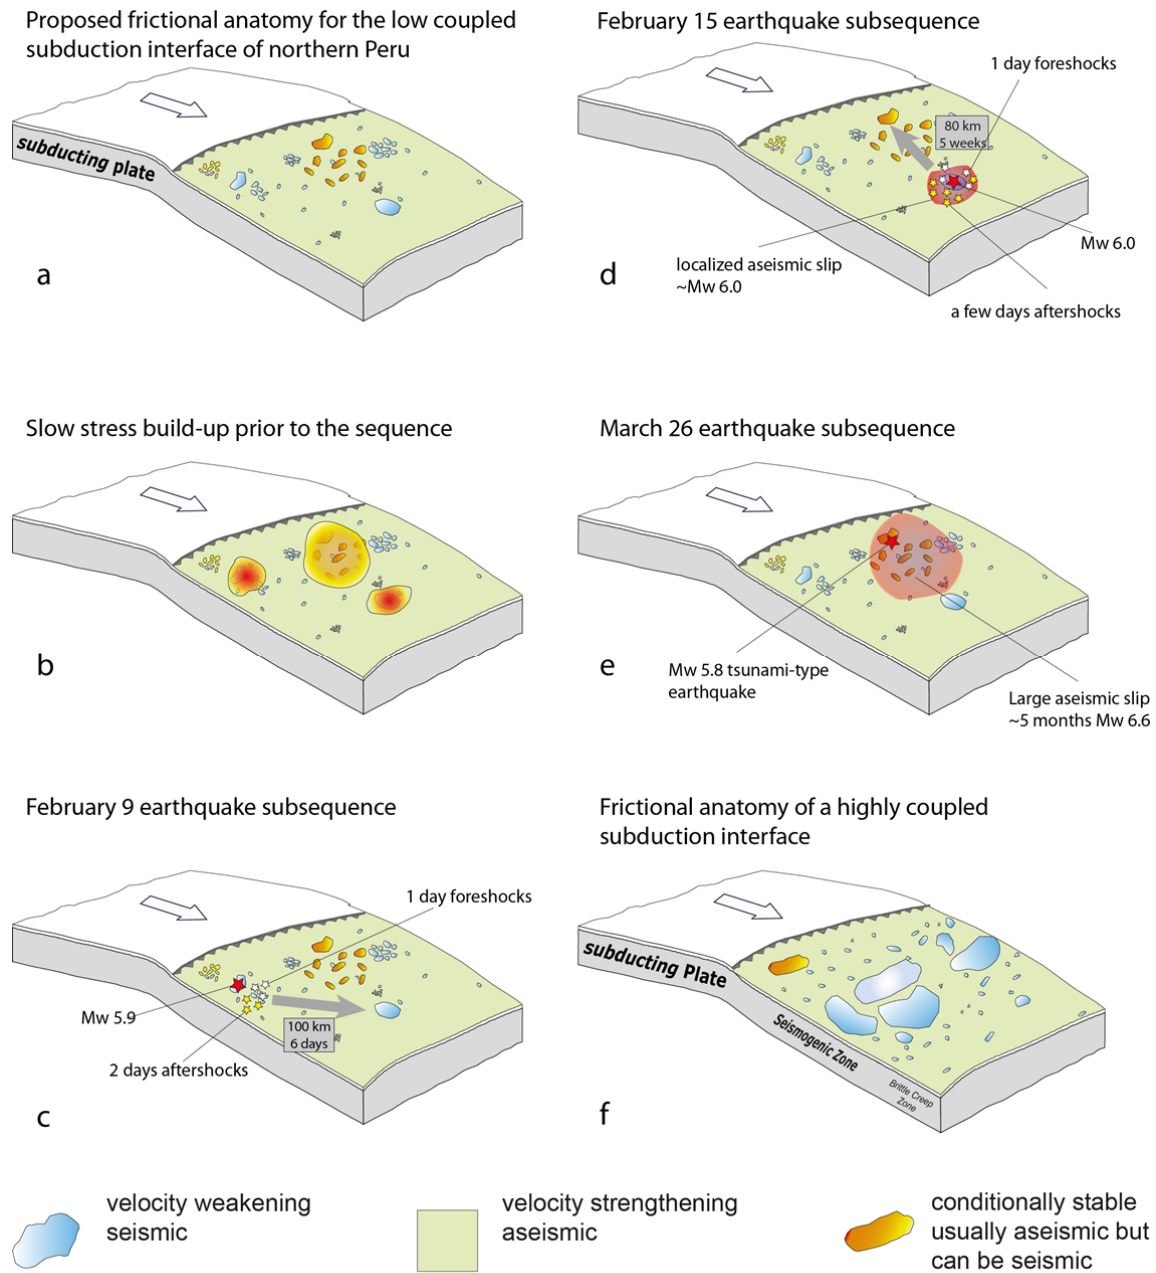 Proposed frictional anatomy for the low coupled
subduction interface of northern Peru
subducting plate
a
February 15 earthquake subsequence
1 day foreshocks
80 km
5 weeks
Mw 6.0
localized aseismic slip
~Mw 6.0
a few days aftershocks
d
Slow stress build-up prior to the sequence
b
March 26 earthquake subsequence
Mw 5.8 tsunami-type
earthquake
Large aseismic slip
~5 months Mw 6.6
e
February 9 earthquake subsequence
1 day foreshocks
Mw 5.9
100 km
6 days
2 days aftershocks
c
Frictional anatomy of a highly coupled
subduction interface
subducting Plate
Seismogenic Zone
Brittle Creep
Zone
f
velocity weakening
seismic
velocity strengthening
aseismic
conditionally stable
usually aseismic but
can be seismic